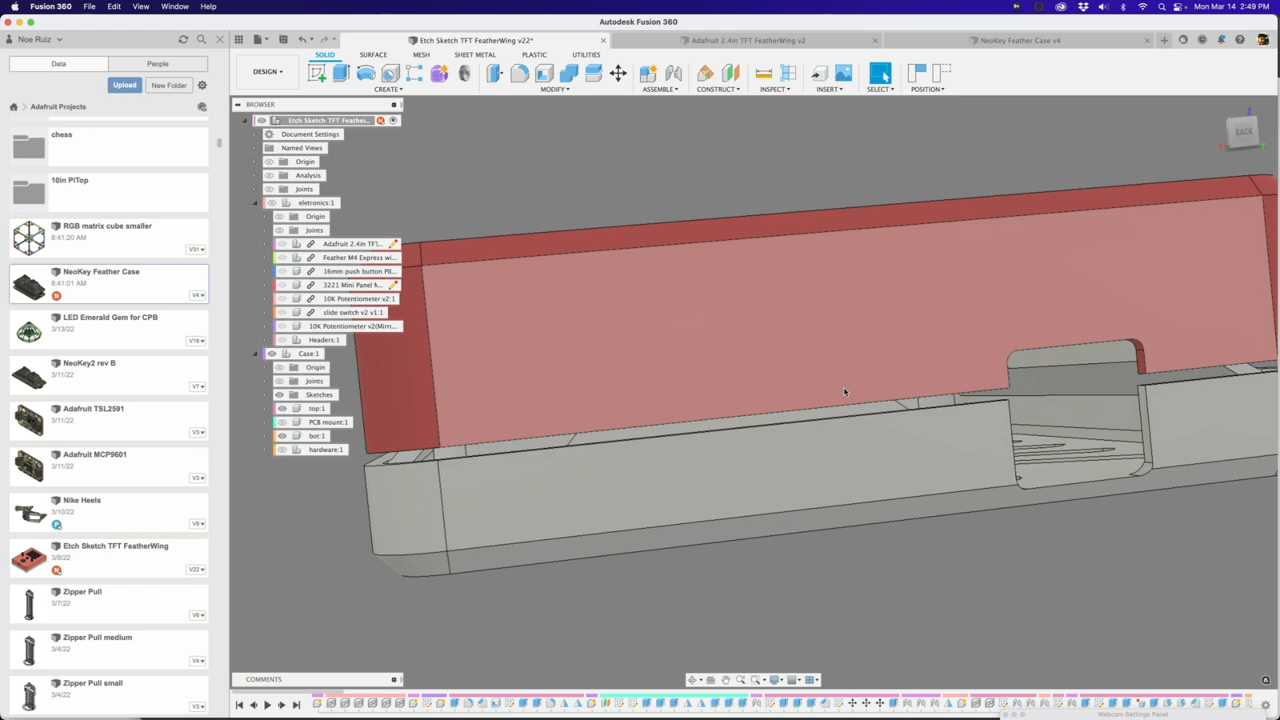 Fusion 360 File Edit View Window Help
Mon Mar 14 2:49 PM
Autodesk Fusion 360
Noe Ruiz
Etch Sketch TFT FeatherWing v22*
Adafruit 2.4in TFT FeatherWing v2
NeoKey Feather Case v4
Data People
SOLID SURFACE MESH SHEET METAL PLASTIC UTILITIES
DESIGN
Upload New Folder
CREATE MODIFY ASSEMBLE CONSTRUCT INSPECT INSERT SELECT POSITION
Adafruit Projects
chess
10in PiTop
RGB matrix cube smaller
8:41:20 AM
V31
NeoKey Feather Case
8:41:01 AM
V4
LED Emerald Gem for CPB
3/13/22
V18
NeoKey2 rev B
3/11/22
V7
Adafruit TSL2591
3/11/22
V3
Adafruit MCP9601
3/11/22
V3
Nike Heels
3/10/22
V9
Etch Sketch TFT FeatherWing
3/8/22
V22
Zipper Pull
3/7/22
V6
Zipper Pull medium
3/4/22
V4
Zipper Pull small
3/4/22
V3
BROWSER
Etch Sketch TFT Feather...
Document Settings
Named Views
Origin
Analysis
Joints
eletronics:1
Origin
Joints
Adafruit 2.4in TFT...
Feather M4 Express wi...
16mm push button PE...
3221 Mini Panel M...
10K Potentiometer v2:1
slide switch v2 v1:1
10K Potentiometer v2(Mirr...
Headers:1
Case:1
Origin
Joints
Sketches
top:1
PCB mount:1
bot:1
hardware:1
Z
BACK
COMMENTS
Webcam Settings Panel